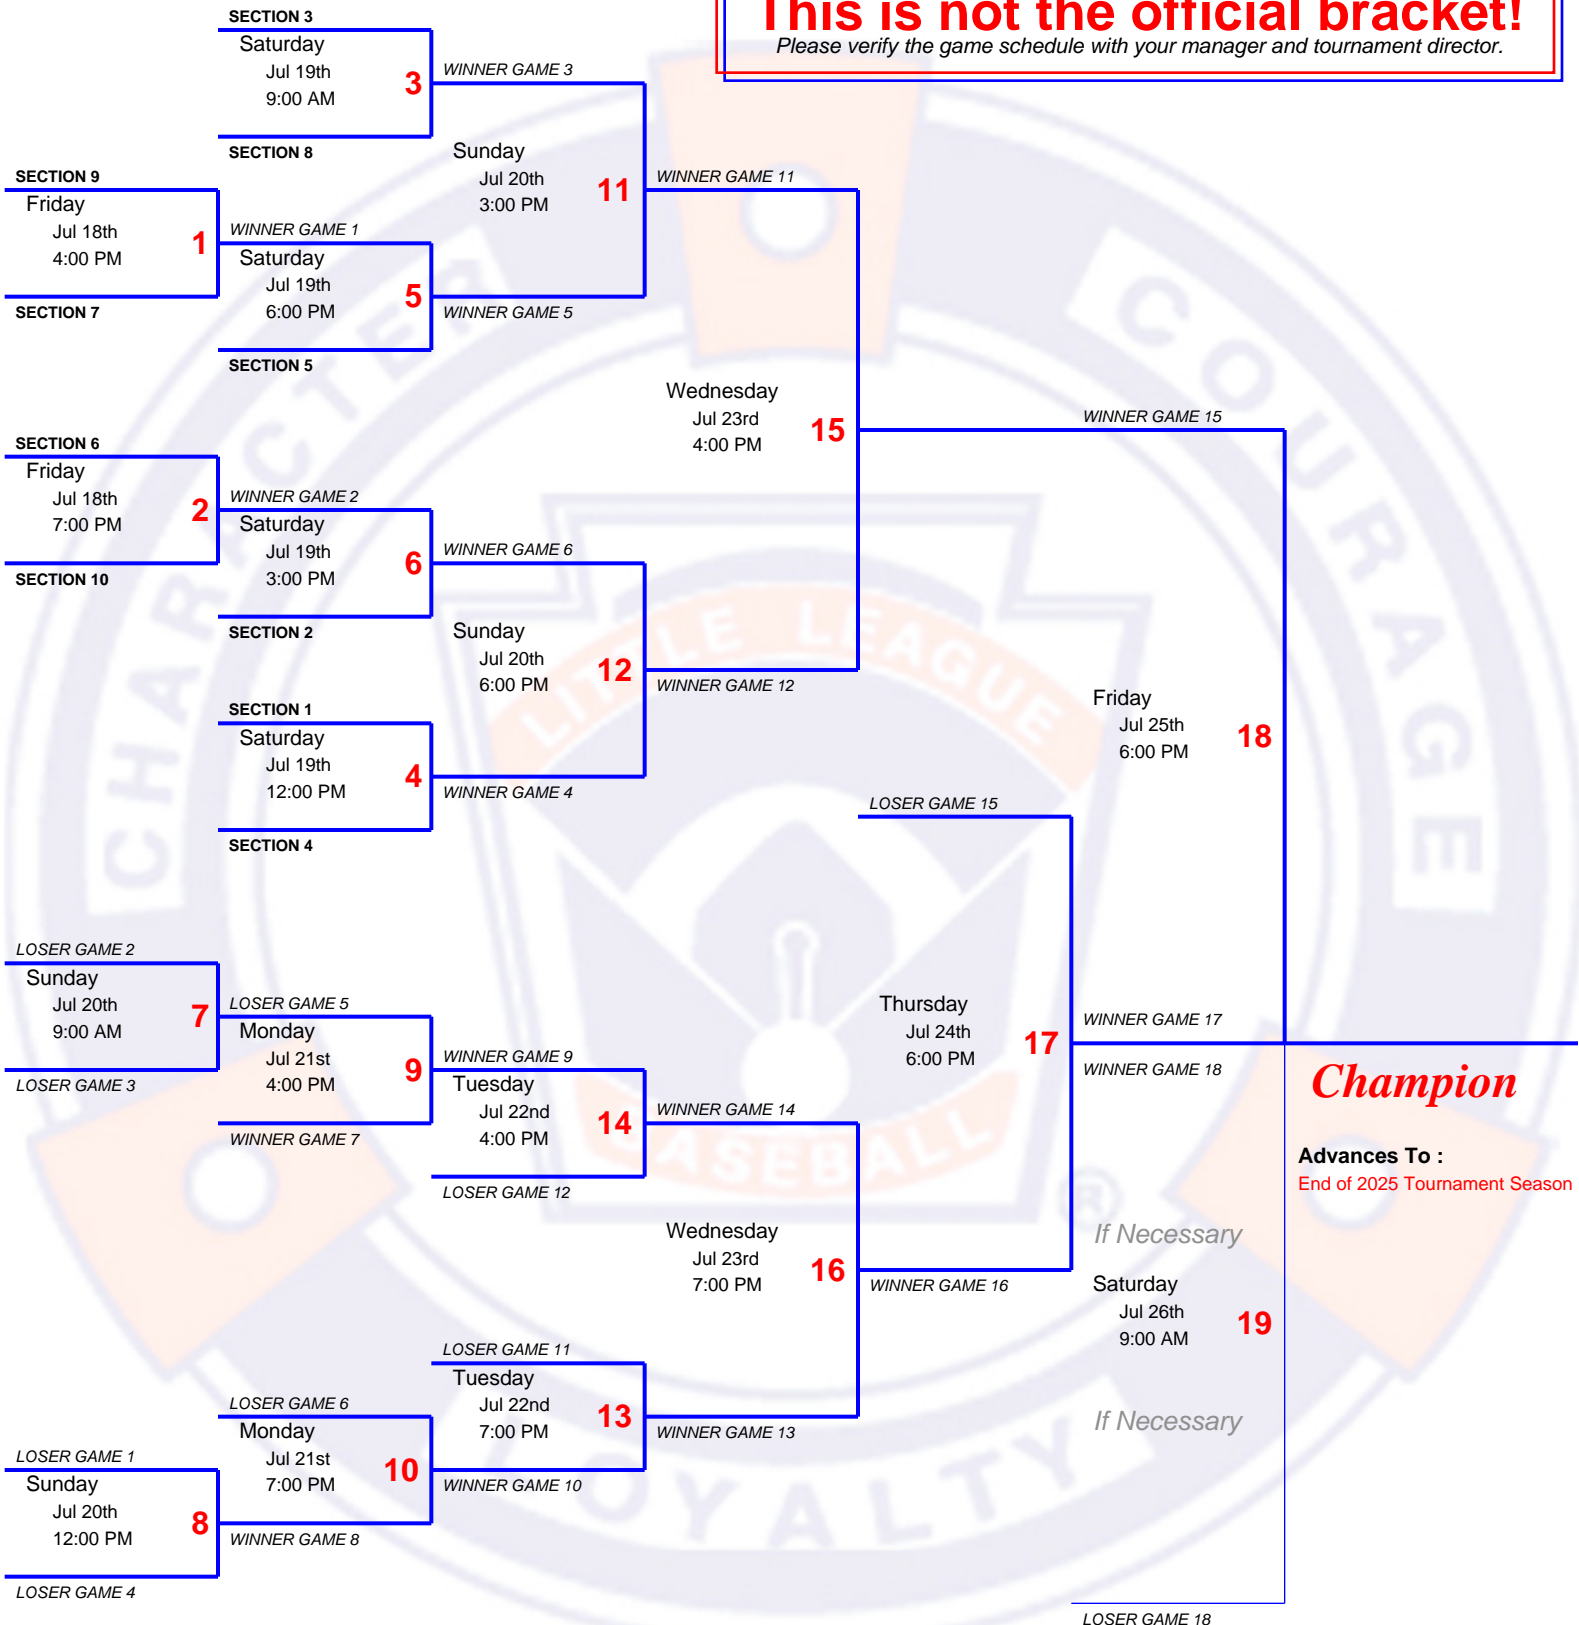 This is not the official bracket!
Please verify the game schedule with your manager and tournament director.
SECTION 3
Saturday
Jul 19th
9:00 AM
3
WINNER GAME 3
SECTION 8
Sunday
Jul 20th
3:00 PM
11
WINNER GAME 11
SECTION 9
Friday
Jul 18th
4:00 PM
1
WINNER GAME 1
SECTION 7
Saturday
Jul 19th
6:00 PM
5
WINNER GAME 5
SECTION 5
Wednesday
Jul 23rd
4:00 PM
15
WINNER GAME 15
SECTION 6
Friday
Jul 18th
7:00 PM
2
WINNER GAME 2
SECTION 10
Saturday
Jul 19th
3:00 PM
6
WINNER GAME 6
SECTION 2
Sunday
Jul 20th
6:00 PM
12
WINNER GAME 12
SECTION 1
Saturday
Jul 19th
12:00 PM
4
WINNER GAME 4
SECTION 4
Friday
Jul 25th
6:00 PM
18
LOSER GAME 15
LOSER GAME 2
Sunday
Jul 20th
9:00 AM
7
LOSER GAME 3
LOSER GAME 5
Monday
Jul 21st
4:00 PM
9
WINNER GAME 7
WINNER GAME 9
Tuesday
Jul 22nd
4:00 PM
14
WINNER GAME 14
LOSER GAME 12
Thursday
Jul 24th
6:00 PM
17
WINNER GAME 17
WINNER GAME 18
Champion
Advances To :
End of 2025 Tournament Season
Wednesday
Jul 23rd
7:00 PM
16
WINNER GAME 16
If Necessary
Saturday
Jul 26th
9:00 AM
19
If Necessary
LOSER GAME 11
Tuesday
Jul 22nd
7:00 PM
13
WINNER GAME 13
LOSER GAME 6
Monday
Jul 21st
7:00 PM
10
WINNER GAME 10
LOSER GAME 1
Sunday
Jul 20th
12:00 PM
8
WINNER GAME 8
LOSER GAME 4
LOSER GAME 18
CHARACTER
COURAGE
LOYALTY
LITTLE LEAGUE
BASEBALL
®